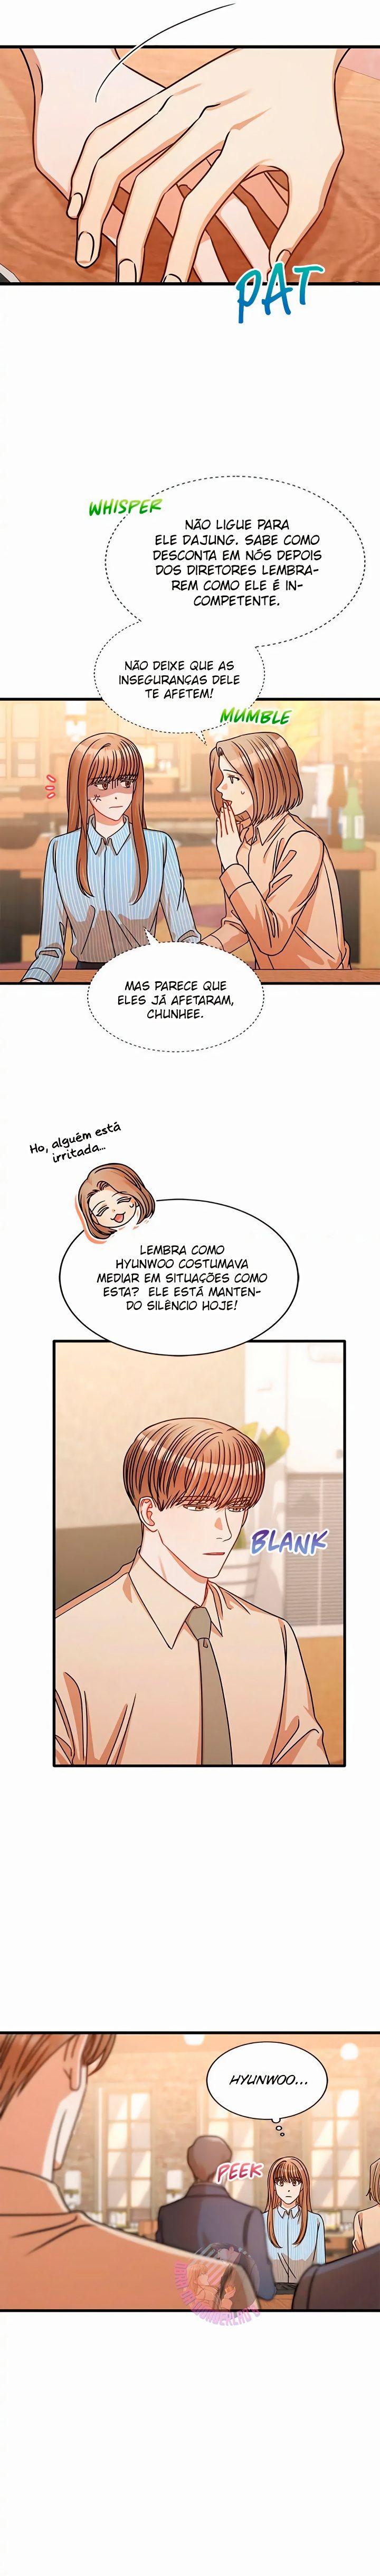 PAT
WHISPER
NÃO LIGUE PARA
ELE DAJUNG. SABE COMO
DESCONTA EM NÓS DEPOIS
DOS DIRETORES LEMBRA-
REM COMO ELE É IN-
COMPETENTE.
NÃO DEIXE QUE AS
INSEGURANÇAS DELE
TE AFETEM!
MUMBLE
MAS PARECE QUE
ELES JÁ AFETARAM,
CHUNHEE.
Ho, alguém está
irritada...
LEMBRA COMO
HYUNWOO COSTUMAVA
MEDIAR EM SITUAÇÕES COMO
ESTA? ELE ESTÁ MANTEN-
DO SILÊNCIO HOJE!
BLANK
HYUNWOO...
PEEK